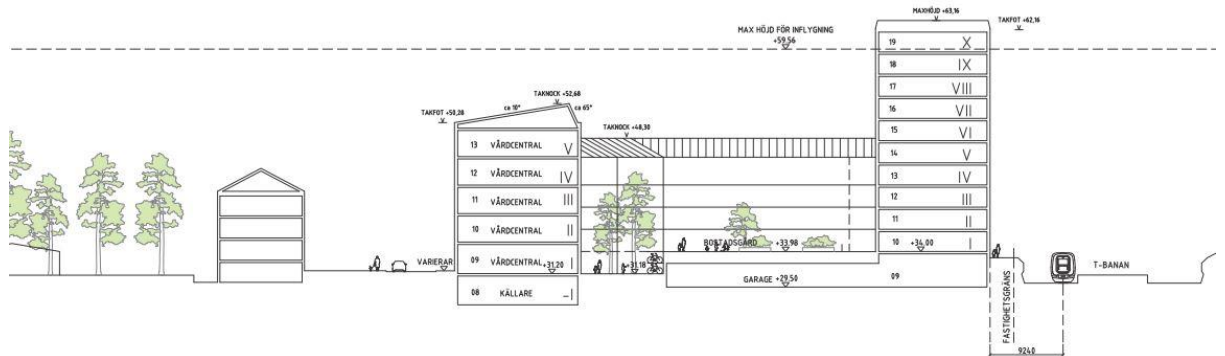 MAXHÖJD +63,16
TAKFOT +62,16
MAX HÖJD FÖR INFLYGNING
+59,56
19 X
18 IX
17 VIII
16 VII
15 VI
14 V
13 IV
12 III
11 II
10 +34,00 I
09
TAKNOCK +52,68
ca 10°
ca 65°
TAKFOT +50,28
TAKNOCK +48,30
13 VÅRDCENTRAL V
12 VÅRDCENTRAL IV
11 VÅRDCENTRAL III
10 VÅRDCENTRAL II
09 VÅRDCENTRAL +31,20 I
08 KÄLLARE -I
VARIERAR
+31,18
BOSTADSGÅRD +33,98
GARAGE +29,50
T-BANAN
FASTIGHETSGRÄNS
9240